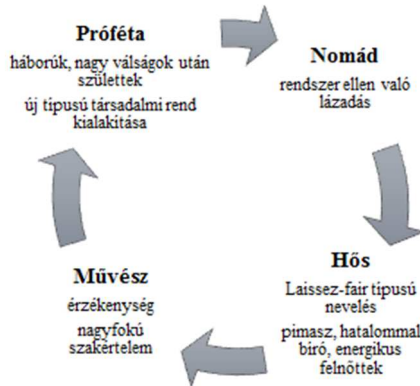 Próféta
háborúk, nagy válságok után
születtek
új típusú társadalmi rend
kialakítása
Nomád
rendszer ellen való
lázadás
Hős
Laissez-fair típusú
nevelés
pimasz, hatalommal
bíró, energikus
felnőttek
Művész
érzékenység
nagyfokú
szakértelem